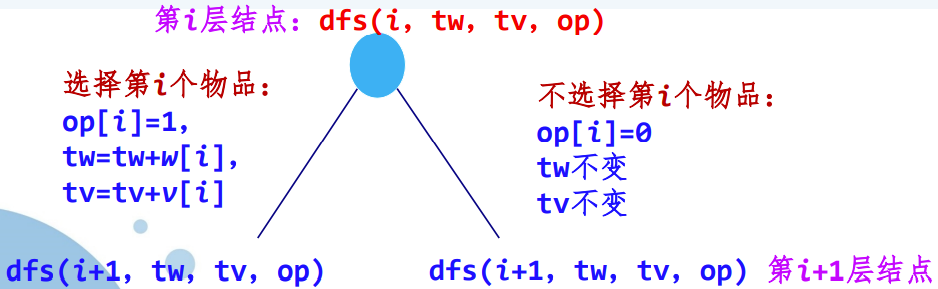 第i层结点：dfs(i, tw, tv, op)
选择第i个物品：
op[i]=1,
tw=tw+w[i],
tv=tv+v[i]
不选择第i个物品：
op[i]=0
tw不变
tv不变
dfs(i+1, tw, tv, op)
dfs(i+1, tw, tv, op) 第i+1层结点